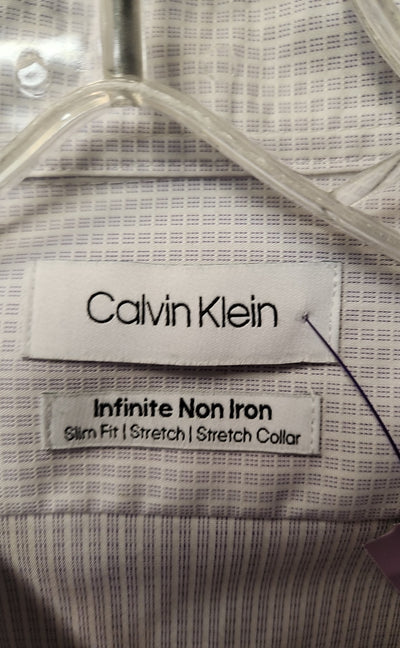 Calvin Klein
Infinite Non Iron
Slim Fit | Stretch | Stretch Collar